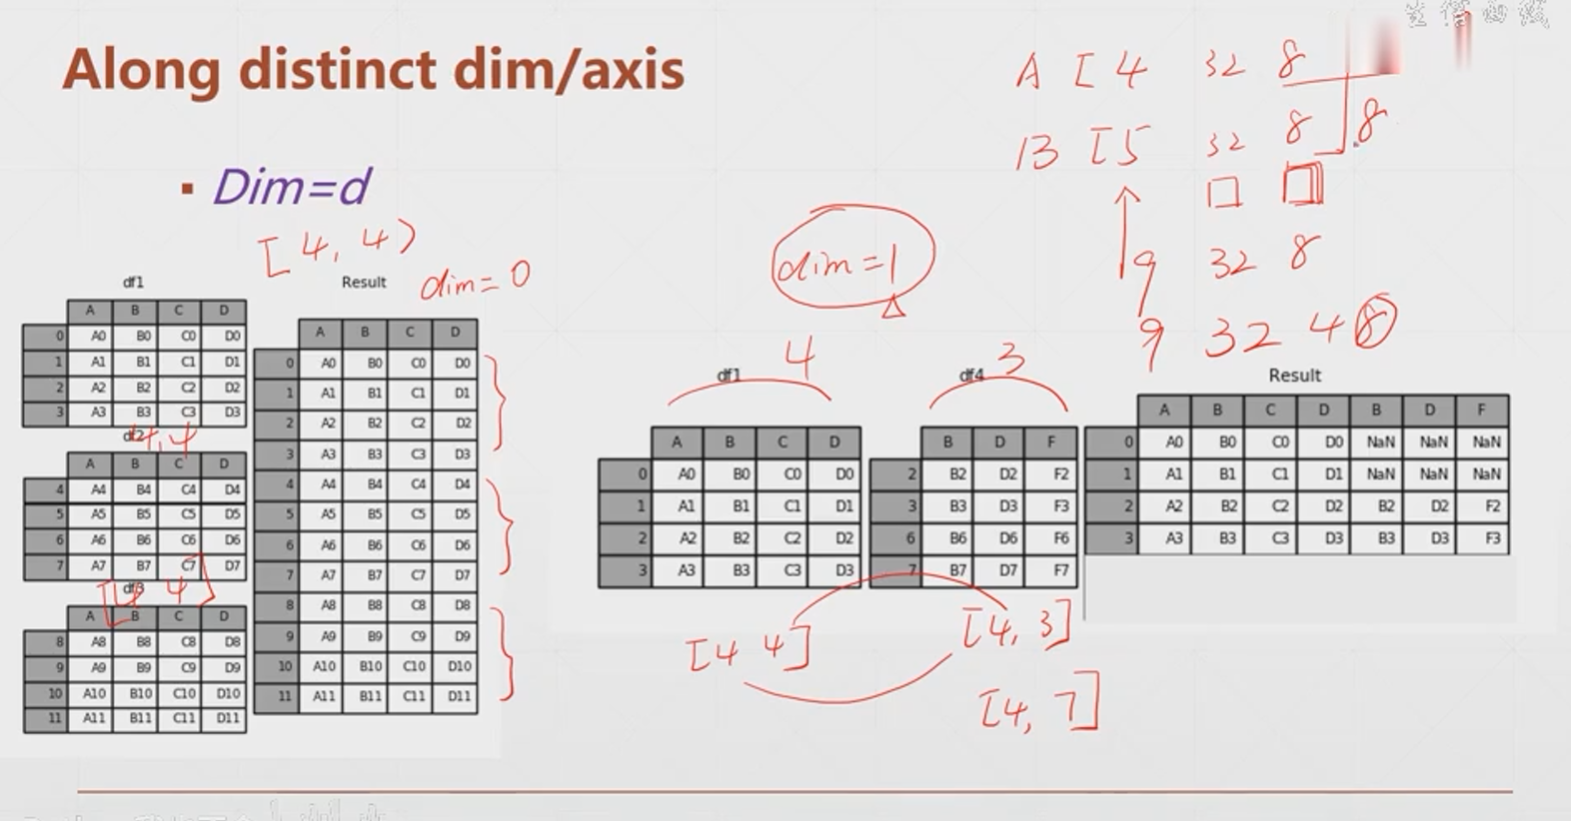 Along distinct dim/axis
▪ Dim=d
[4, 4)
dim=0
df1
A B C D
0 A0 B0 C0 D0
1 A1 B1 C1 D1
2 A2 B2 C2 D2
3 A3 B3 C3 D3
df2
4,4
A B C D
4 A4 B4 C4 D4
5 A5 B5 C5 D5
6 A6 B6 C6 D6
7 A7 B7 C7 D7
df3
[4 4]
A B C D
8 A8 B8 C8 D8
9 A9 B9 C9 D9
10 A10 B10 C10 D10
11 A11 B11 C11 D11
Result
A B C D
0 A0 B0 C0 D0
1 A1 B1 C1 D1
2 A2 B2 C2 D2
3 A3 B3 C3 D3
4 A4 B4 C4 D4
5 A5 B5 C5 D5
6 A6 B6 C6 D6
7 A7 B7 C7 D7
8 A8 B8 C8 D8
9 A9 B9 C9 D9
10 A10 B10 C10 D10
11 A11 B11 C11 D11
A [4 32 8
B [5 32 8 8
9 32 8
9 32 4 8
dim=1
4
df1
A B C D
0 A0 B0 C0 D0
1 A1 B1 C1 D1
2 A2 B2 C2 D2
3 A3 B3 C3 D3
3
df4
B D F
2 B2 D2 F2
3 B3 D3 F3
6 B6 D6 F6
7 B7 D7 F7
Result
A B C D B D F
0 A0 B0 C0 D0 NaN NaN NaN
1 A1 B1 C1 D1 NaN NaN NaN
2 A2 B2 C2 D2 B2 D2 F2
3 A3 B3 C3 D3 B3 D3 F3
[4 4]
[4, 3]
[4, 7]